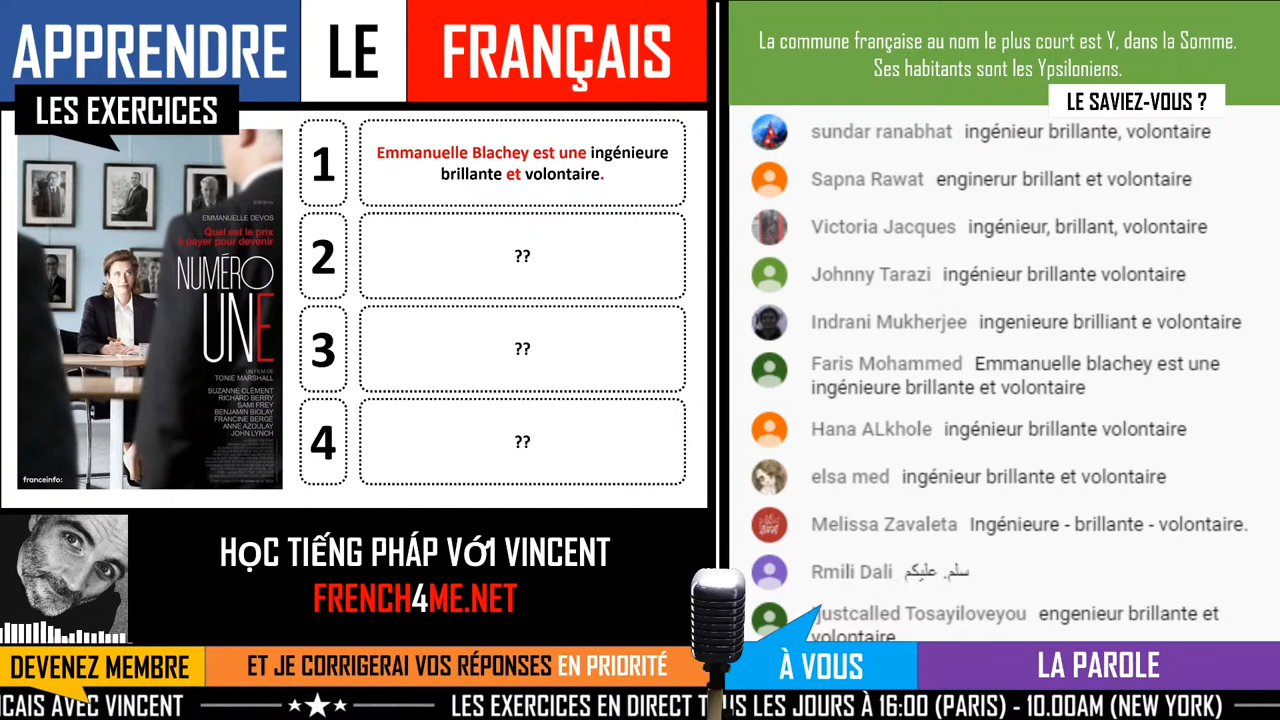 APPRENDRE LE FRANÇAIS
LES EXERCICES
EMMANUELLE DEVOS
Quel est le prix
à payer pour devenir
NUMÉRO
UNE
UN FILM DE
TONIE MARSHALL
SUZANNE CLÉMENT
RICHARD BERRY
SAMI FREY
BENJAMIN BIOLAY
FRANCINE BERGÉ
ANNE AZOULAY
JOHN LYNCH
franceinfo:
1
Emmanuelle Blachey est une ingénieure
brillante et volontaire.
2
??
3
??
4
??
HỌC TIẾNG PHÁP VỚI VINCENT
FRENCH4ME.NET
La commune française au nom le plus court est Y, dans la Somme.
Ses habitants sont les Ypsiloniens.
LE SAVIEZ-VOUS ?
sundar ranabhat ingénieur brillante, volontaire
Sapna Rawat enginerur brillant et volontaire
Victoria Jacques ingénieur, brillant, volontaire
Johnny Tarazi ingénieur brillante volontaire
Indrani Mukherjee ingenieure brilliant e volontaire
Faris Mohammed Emmanuelle blachey est une
ingénieure brillante et volontaire
Hana ALkhole ingénieur brillante volontaire
elsa med ingénieur brillante et volontaire
Melissa Zavaleta Ingénieure - brillante - volontaire.
Rmili Dali سلم. عليكم
justcalled Tosayiloveyou engenieur brillante et
volontaire
DEVENEZ MEMBRE
ET JE CORRIGERAI VOS RÉPONSES EN PRIORITÉ
À VOUS
LA PAROLE
CAIS AVEC VINCENT
LES EXERCICES EN DIRECT T US LES JOURS À 16:00 (PARIS) - 10.00AM (NEW YORK)